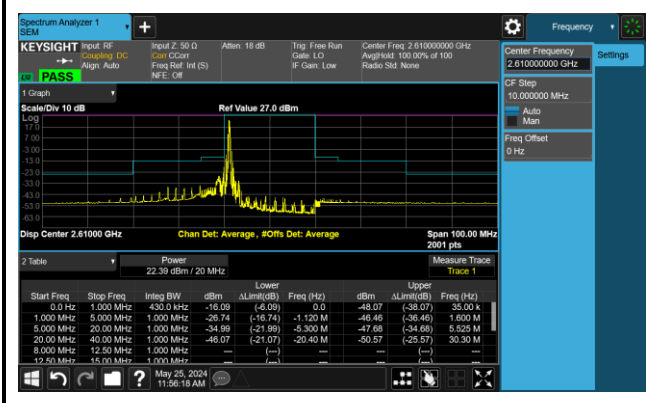 Spectrum Analyzer 1
SEM
+
Frequency
KEYSIGHT
Input: RF
Coupling: DC
Align: Auto
Input Z: 50 Ω
Corr CCorr
Freq Ref: Int (S)
NFE: Off
Atten: 18 dB
Trig: Free Run
Gate: LO
IF Gain: Low
Center Freq: 2.610000000 GHz
Avg|Hold: 100.00% of 100
Radio Std: None
PASS
Center Frequency
2.610000000 GHz
Settings
CF Step
10.000000 MHz
Auto
Man
Freq Offset
0 Hz
1 Graph
Scale/Div 10 dB
Ref Value 27.0 dBm
Log
17.0
7.00
-3.00
-13.0
-23.0
-33.0
-43.0
-53.0
-63.0
Disp Center 2.61000 GHz
Chan Det: Average , #Offs Det: Average
Span 100.00 MHz
2001 pts
2 Table
Power
22.39 dBm / 20 MHz
Measure Trace
Trace 1
Lower Upper
Start Freq Stop Freq Integ BW dBm ΔLimit(dB) Freq (Hz) dBm ΔLimit(dB) Freq (Hz)
0.0 Hz 1.000 MHz 430.0 kHz -16.09 (-6.09) 0.0 -48.07 (-38.07) 35.00 k
1.000 MHz 5.000 MHz 1.000 MHz -26.74 (-16.74) -1.120 M -46.46 (-36.46) 1.600 M
5.000 MHz 20.00 MHz 1.000 MHz -34.99 (-21.99) -5.300 M -47.68 (-34.68) 5.525 M
20.00 MHz 40.00 MHz 1.000 MHz -46.07 (-21.07) -20.40 M -50.57 (-25.57) 30.30 M
8.000 MHz 12.50 MHz 1.000 MHz --- (---) --- --- (---) ---
12.50 MHz 15.00 MHz 1.000 MHz --- (---) --- --- (---) ---
?
May 25, 2024
11:56:18 AM